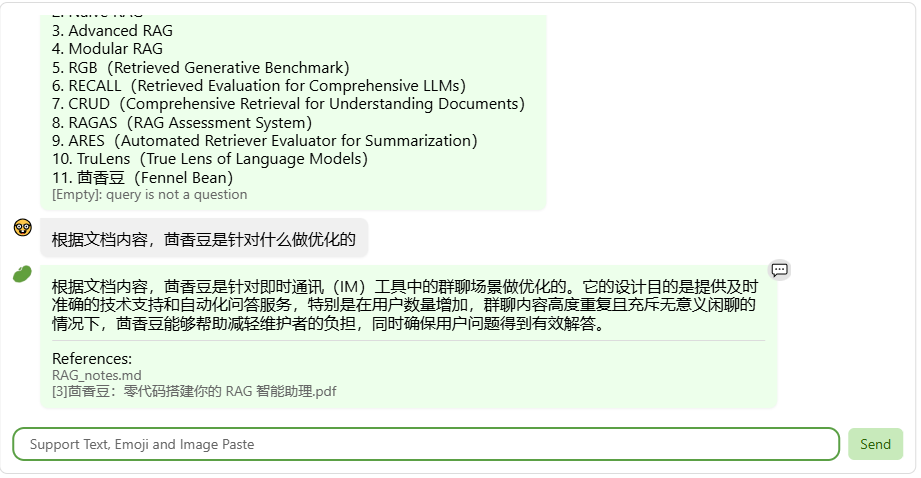 2. Naive RAG
3. Advanced RAG
4. Modular RAG
5. RGB（Retrieved Generative Benchmark）
6. RECALL（Retrieved Evaluation for Comprehensive LLMs）
7. CRUD（Comprehensive Retrieval for Understanding Documents）
8. RAGAS（RAG Assessment System）
9. ARES（Automated Retriever Evaluator for Summarization）
10. TruLens（True Lens of Language Models）
11. 茴香豆（Fennel Bean）
[Empty]: query is not a question
根据文档内容，茴香豆是针对什么做优化的
根据文档内容，茴香豆是针对即时通讯（IM）工具中的群聊场景做优化的。它的设计目的是提供及时
准确的技术支持和自动化问答服务，特别是在用户数量增加，群聊内容高度重复且充斥无意义闲聊的
情况下，茴香豆能够帮助减轻维护者的负担，同时确保用户问题得到有效解答。
References:
RAG_notes.md
[3]茴香豆：零代码搭建你的 RAG 智能助理.pdf
Support Text, Emoji and Image Paste
Send